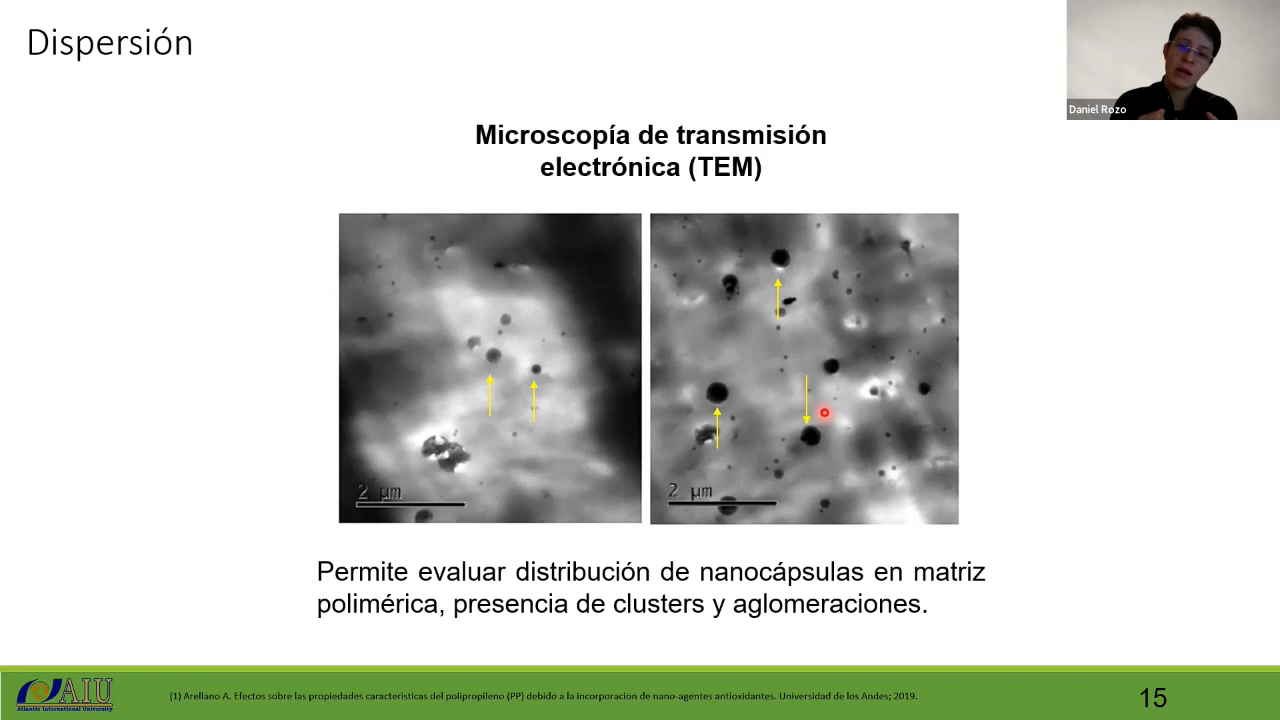 Dispersión
Daniel Rozo
Microscopía de transmisión
electrónica (TEM)
2 µm
2 µm
Permite evaluar distribución de nanocápsulas en matriz
polimérica, presencia de clusters y aglomeraciones.
AIU
Atlantic International University
(1) Arellano A. Efectos sobre las propiedades caracteristicas del polipropileno (PP) debido a la incorporacion de nano-agentes antioxidantes. Universidad de los Andes; 2019.
15